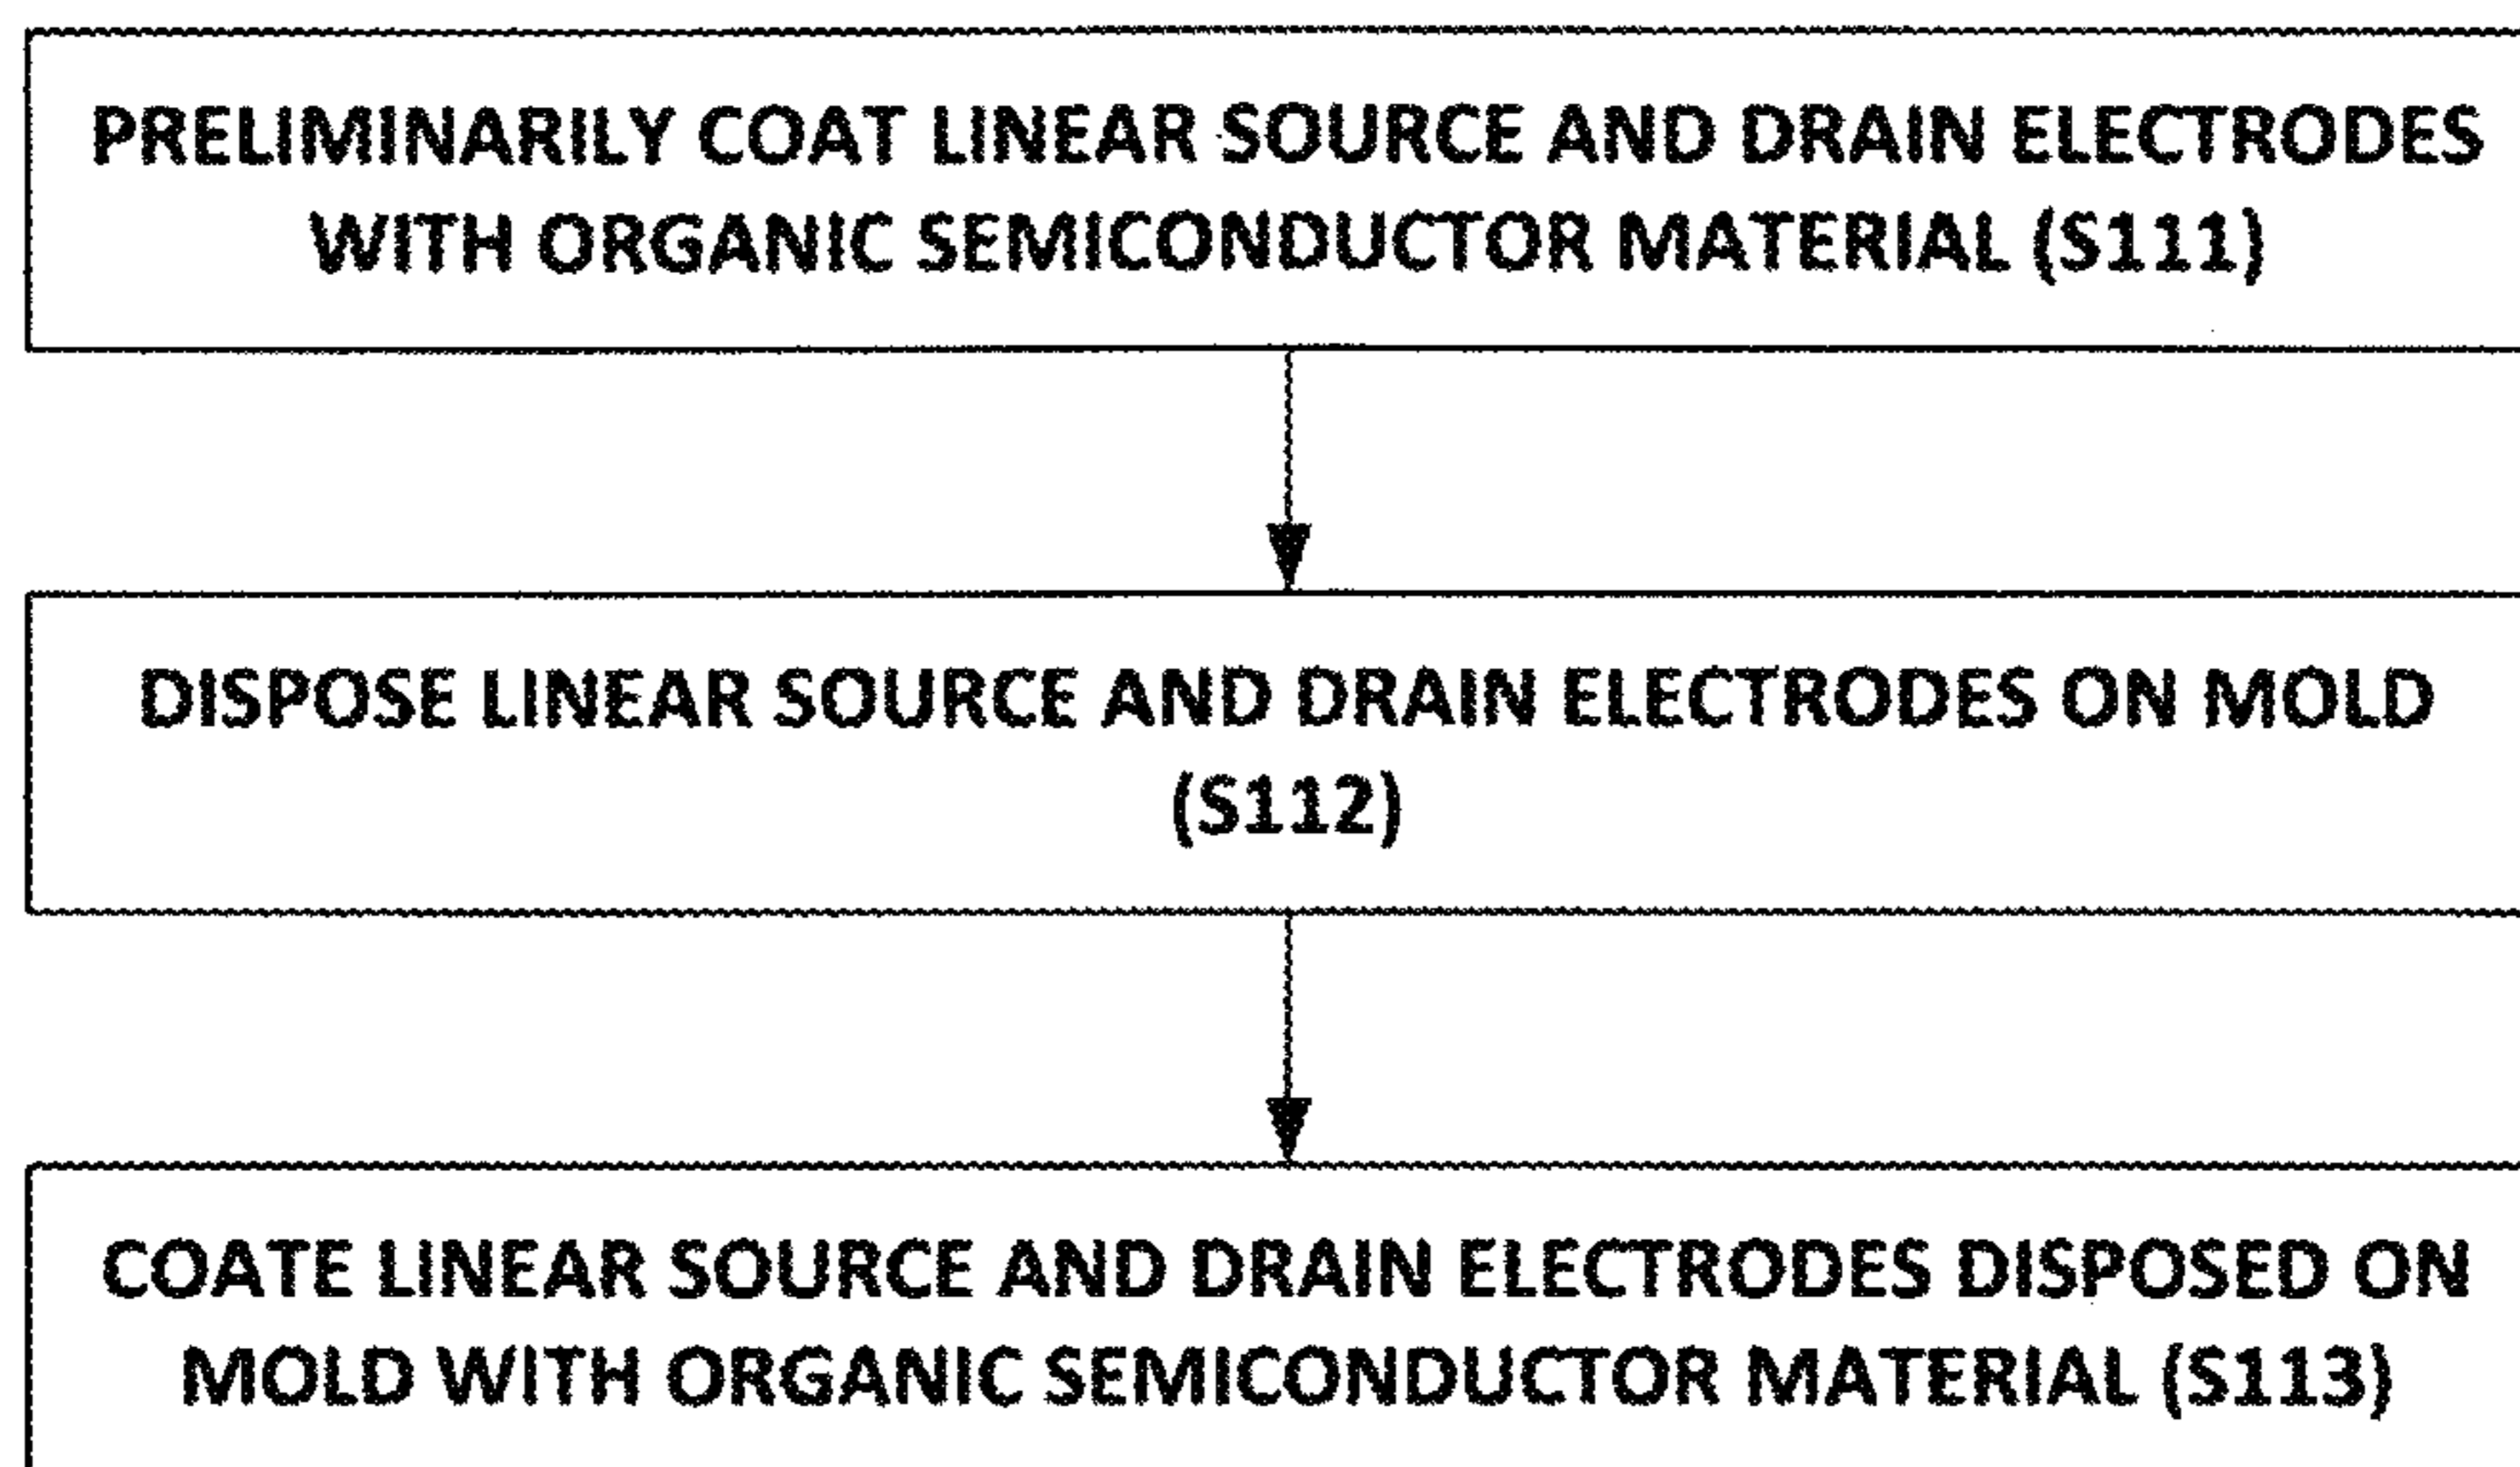 PRELIMINARILY COAT LINEAR SOURCE AND DRAIN ELECTRODES
WITH ORGANIC SEMICONDUCTOR MATERIAL (S111)
DISPOSE LINEAR SOURCE AND DRAIN ELECTRODES ON MOLD
(S112)
COATE LINEAR SOURCE AND DRAIN ELECTRODES DISPOSED ON
MOLD WITH ORGANIC SEMICONDUCTOR MATERIAL (S113)